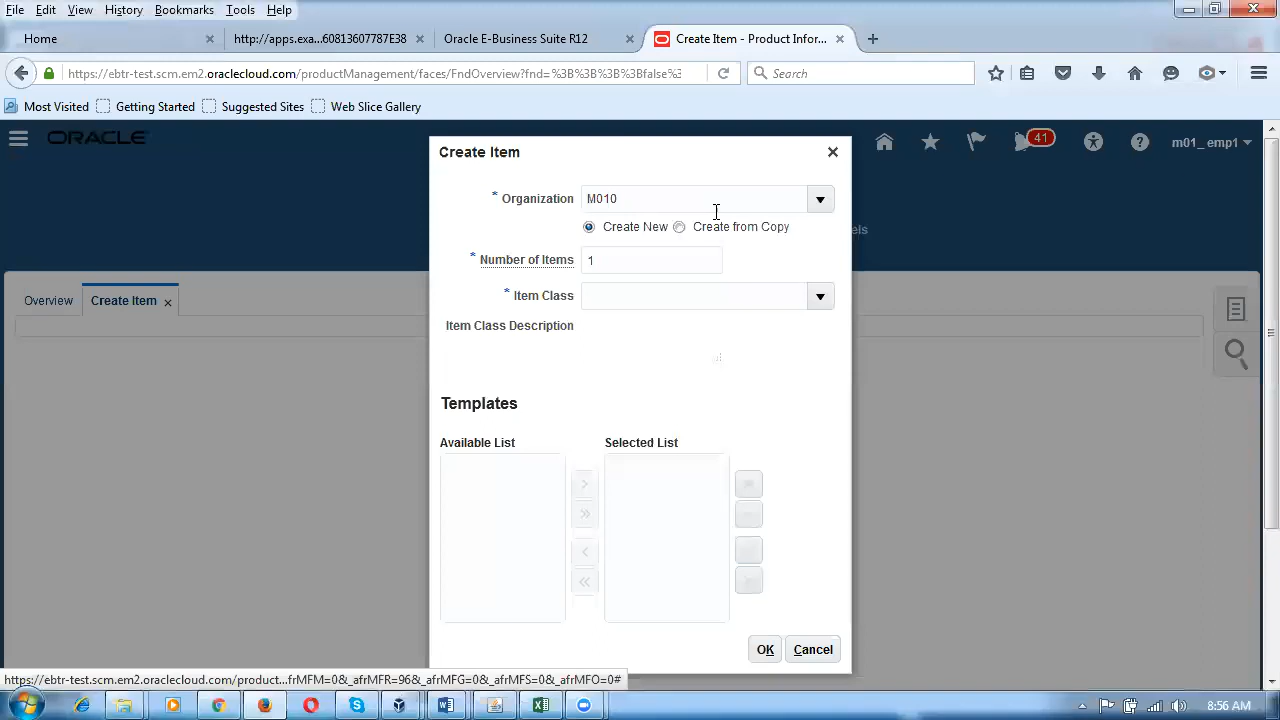 File Edit View History Bookmarks Tools Help
Home http://apps.exa...6081360778?E38 Oracle E-Business Suite R12 Create Item - Product Infor...
https://ebtr-test.scm.em2.oraclecloud.com/productManagement/faces/FndOverview?fnd=%3B%3B%3B%3Bfalse%: Search
Most Visited Getting Started Suggested Sites Web Slice Gallery
ORACLE 41 m01_ emp1
Create Item
* Organization M010
Create New Create from Copy
els
* Number of Items 1
Overview Create Item
* Item Class
Item Class Description
Templates
Available List Selected List
OK Cancel
https://ebtr-test.scm.em2.oraclecloud.com/product...frMFM=0&_afrMFR=96&_afrMFG=0&_afrMFS=0&_afrMFO=0#
8:56 AM